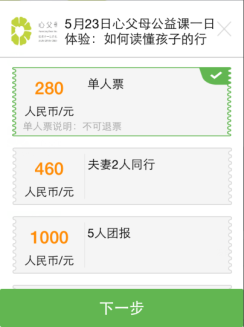 心父母
5月23日心父母公益课一日
体验：如何读懂孩子的行
280
单人票
人民币/元
单人票说明：不可退票
460
夫妻2人同行
人民币/元
1000
5人团报
人民币/元
下一步